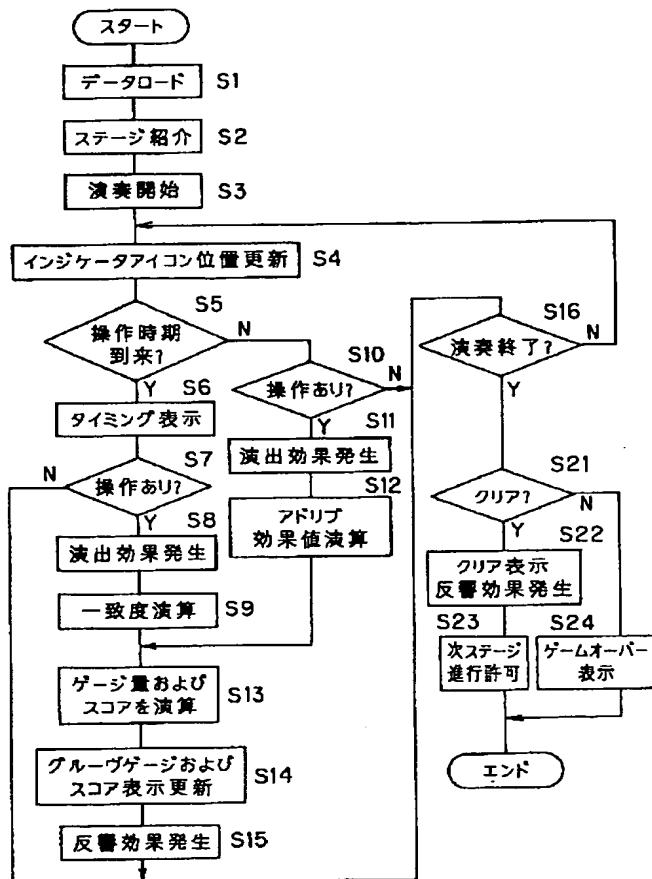 スタート
データロード S1
ステージ紹介 S2
演奏開始 S3
インジケータアイコン位置更新 S4
S5
操作時期
到来?
N
Y
S6
タイミング表示
S7
N
操作あり?
Y
S8
演出効果発生
一致度演算 S9
S10
操作あり?
N
Y
S11
演出効果発生
S12
アドリブ
効果値演算
ゲージ量および
スコアを演算
S13
グルーヴゲージおよび
スコア表示更新
S14
反響効果発生 S15
S16
演奏終了?
N
Y
S21
クリア?
N
Y
S22
クリア表示
反響効果発生
S23
次ステージ
進行許可
S24
ゲームオーバー
表示
エンド